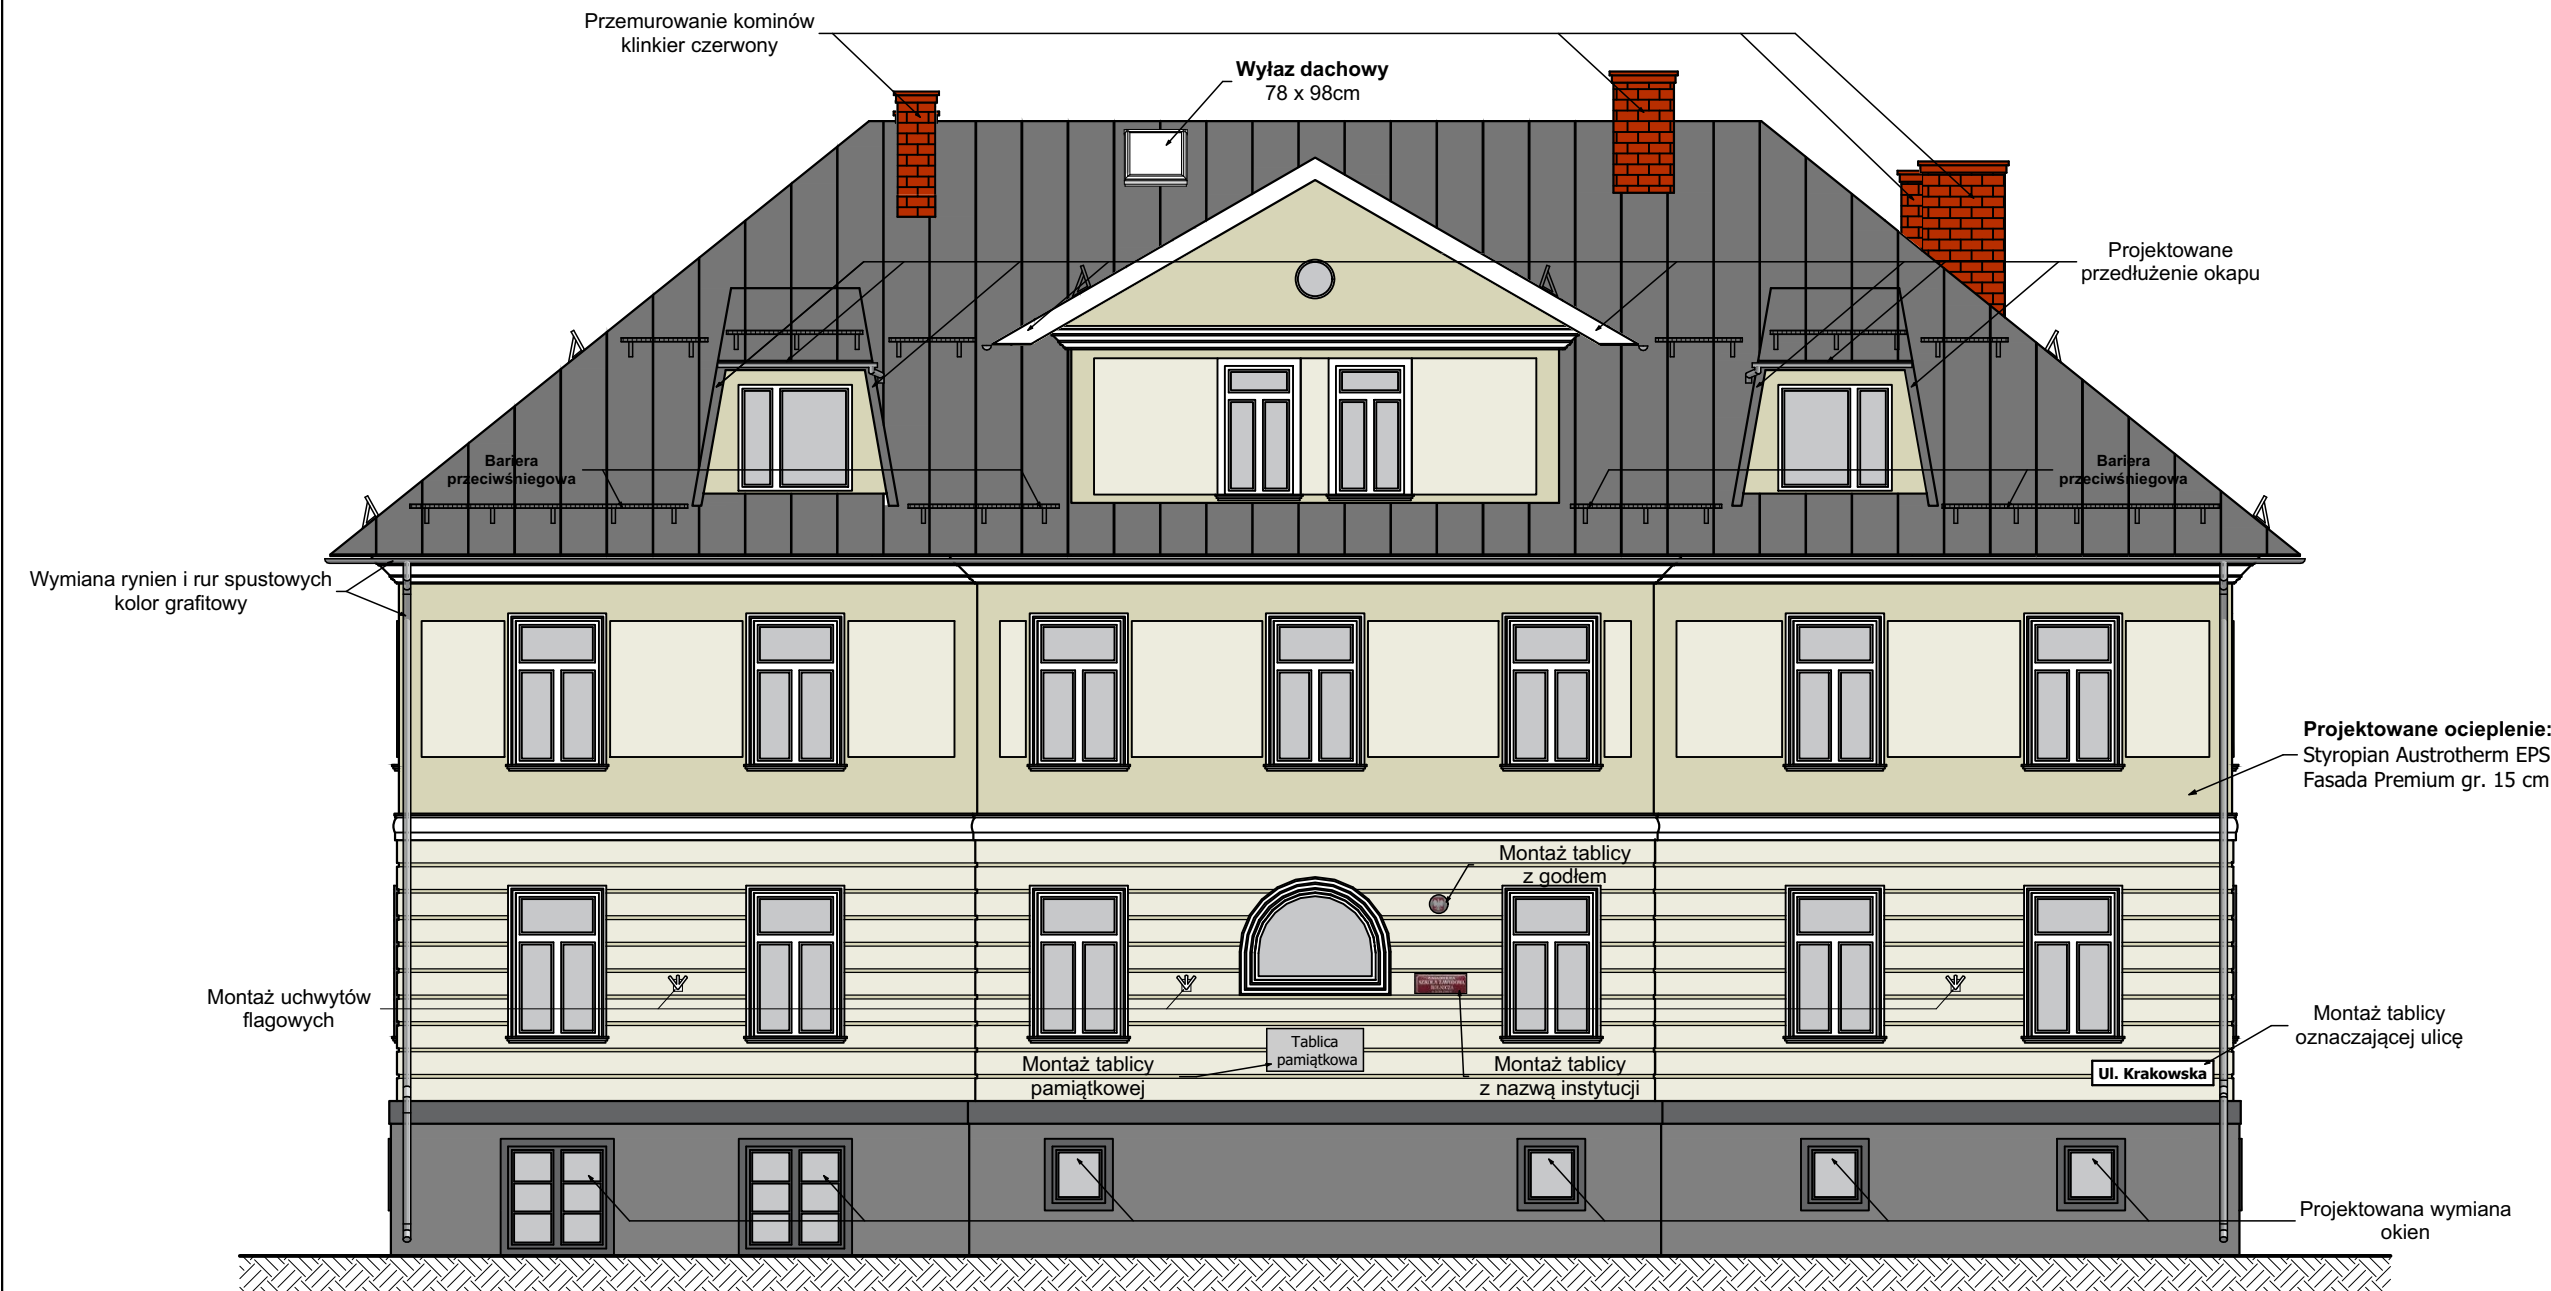 Przemurowanie kominów
klinkier czerwony
Wyłaz dachowy
78 x 98cm
Projektowane
przedłużenie okapu
Bariera
przeciwśniegowa
Bariera
przeciwśniegowa
Wymiana rynien i rur spustowych
kolor grafitowy
Projektowane ocieplenie:
Styropian Austrotherm EPS
Fasada Premium gr. 15 cm
Montaż tablicy
z godłem
Montaż uchwytów
flagowych
SZKOŁA ZAWODOWA
Tablica
pamiątkowa
Montaż tablicy
pamiątkowej
Montaż tablicy
z nazwą instytucji
Montaż tablicy
oznaczającej ulicę
Ul. Krakowska
Projektowana wymiana
okien